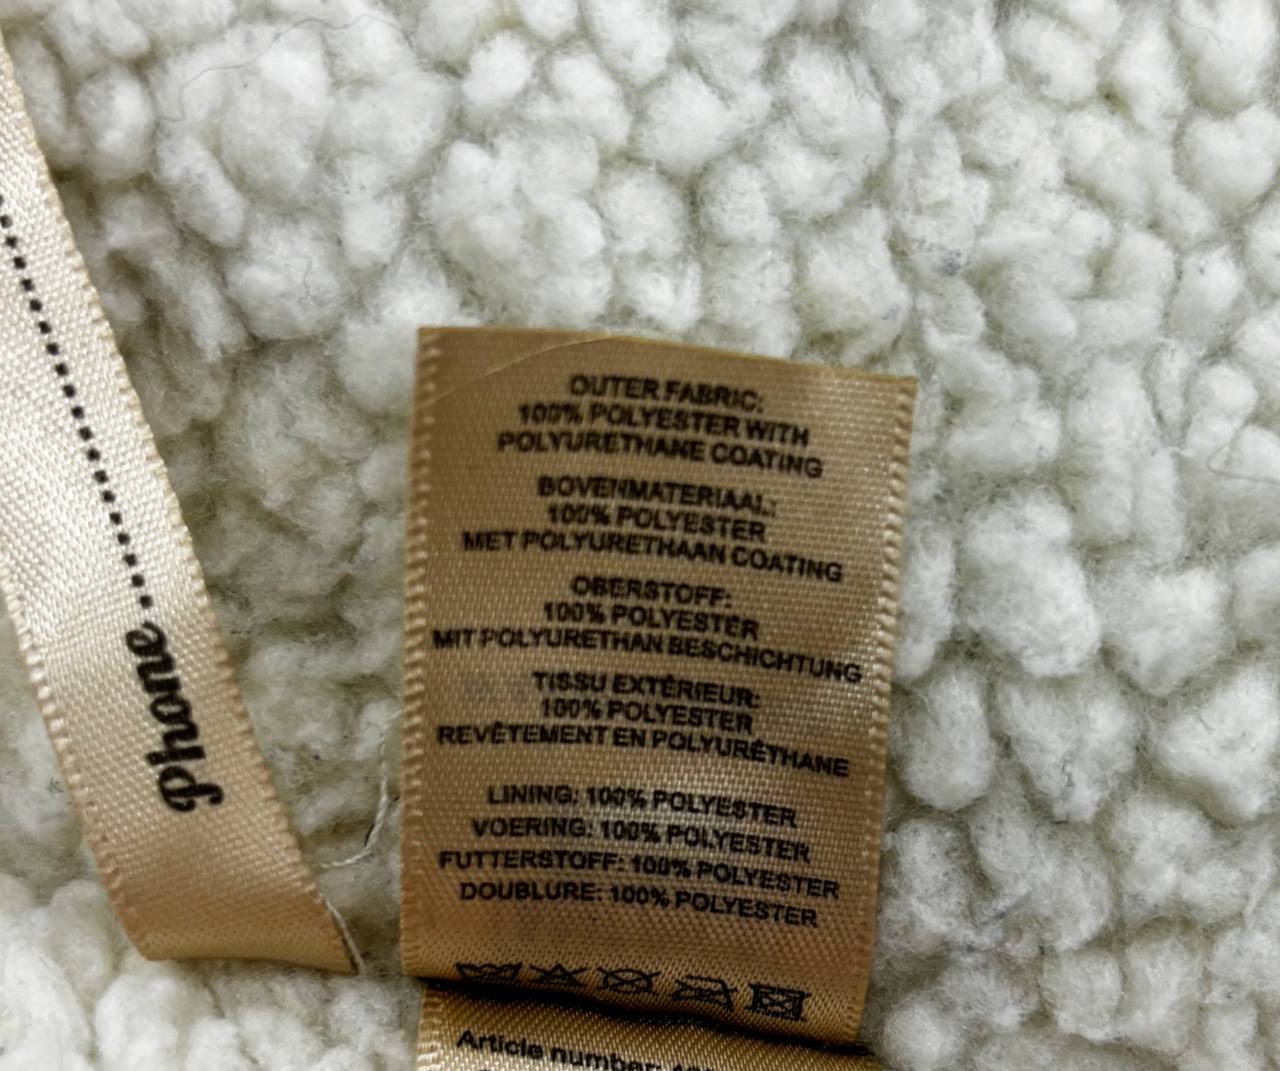 Phone
OUTER FABRIC:
100% POLYESTER WITH
POLYURETHANE COATING
BOVENMATERIAAL:
100% POLYESTER
MET POLYURETHAAN COATING
OBERSTOFF:
100% POLYESTER
MIT POLYURETHAN BESCHICHTUNG
TISSU EXTÉRIEUR:
100% POLYESTER
REVÊTEMENT EN POLYURÉTHANE
LINING: 100% POLYESTER
VOERING: 100% POLYESTER
FUTTERSTOFF: 100% POLYESTER
DOUBLURE: 100% POLYESTER
Article number: